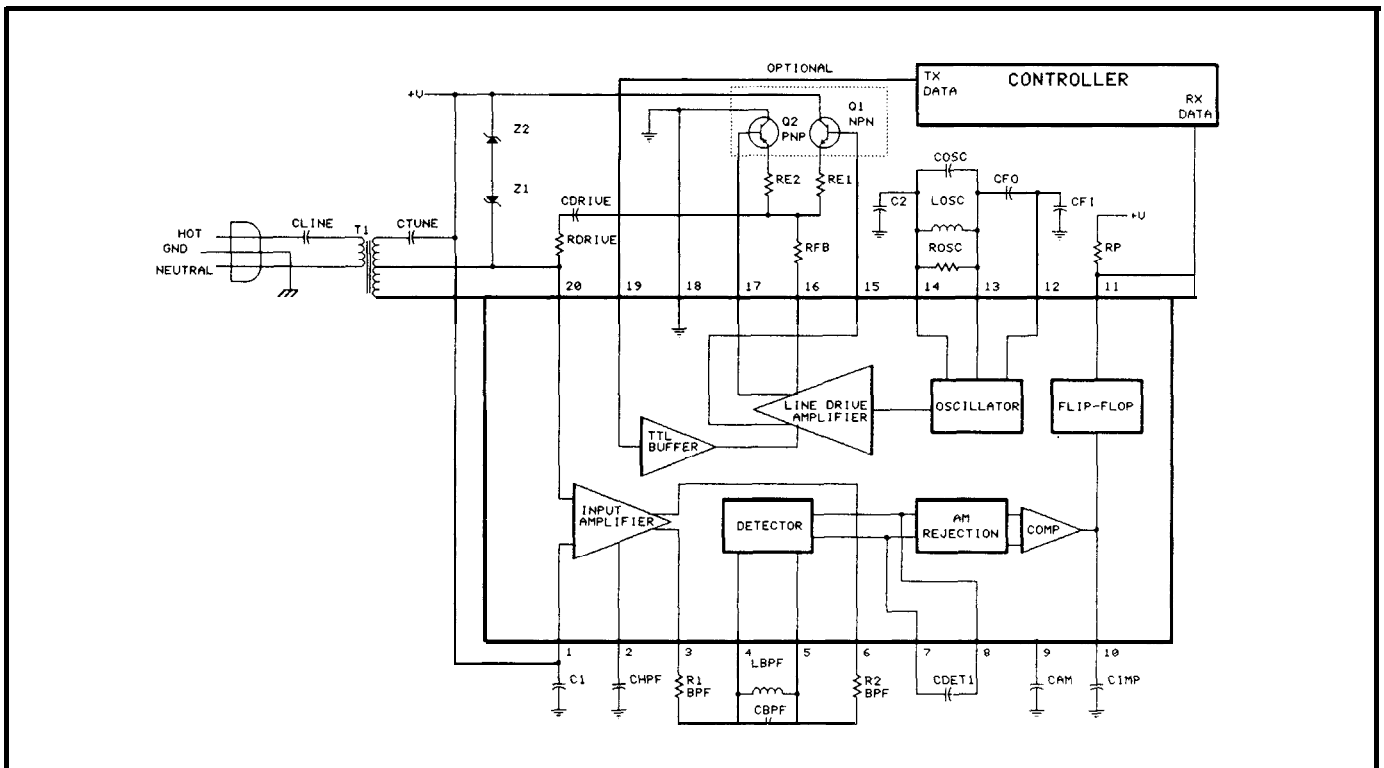 OPTIONAL
TX DATA
CONTROLLER
RX DATA
+V
Z2
Z1
Q2 PNP
Q1 NPN
RE2
RE1
CDRIVE
RDRIVE
RFB
COSC
LOSC
ROSC
C2
CFO
CF1
+V
RP
HOT
GND
NEUTRAL
CLINE
T1
CTUNE
20
19
18
17
16
15
14
13
12
11
LINE DRIVE AMPLIFIER
OSCILLATOR
FLIP-FLOP
TTL BUFFER
INPUT AMPLIFIER
DETECTOR
AM REJECTION
COMP
1
2
3
4
5
6
7
8
9
10
C1
CHPF
R1 BPF
LBPF
CBPF
R2 BPF
CDET1
CAM
CIMP